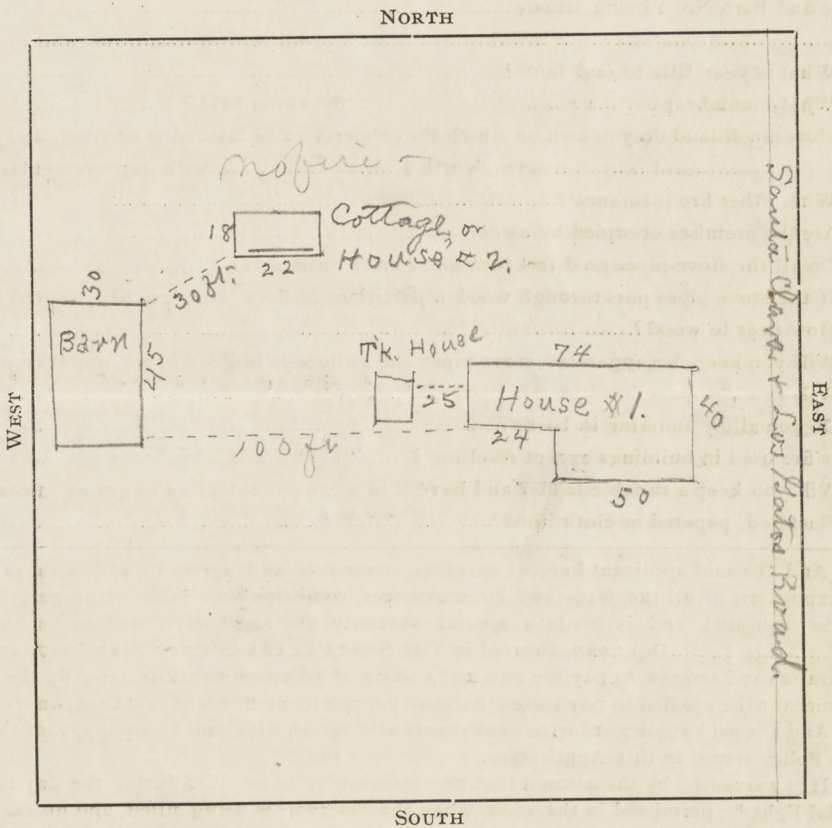 NORTH
no fire -
18
Cottage, or
House, # 2.
22
30 ft.
30
Barn
45
Tk. House
25
74
House #1.
40
24
50
100 ft
WEST
EAST
Santa Clara & Los Gatos Road.
SOUTH